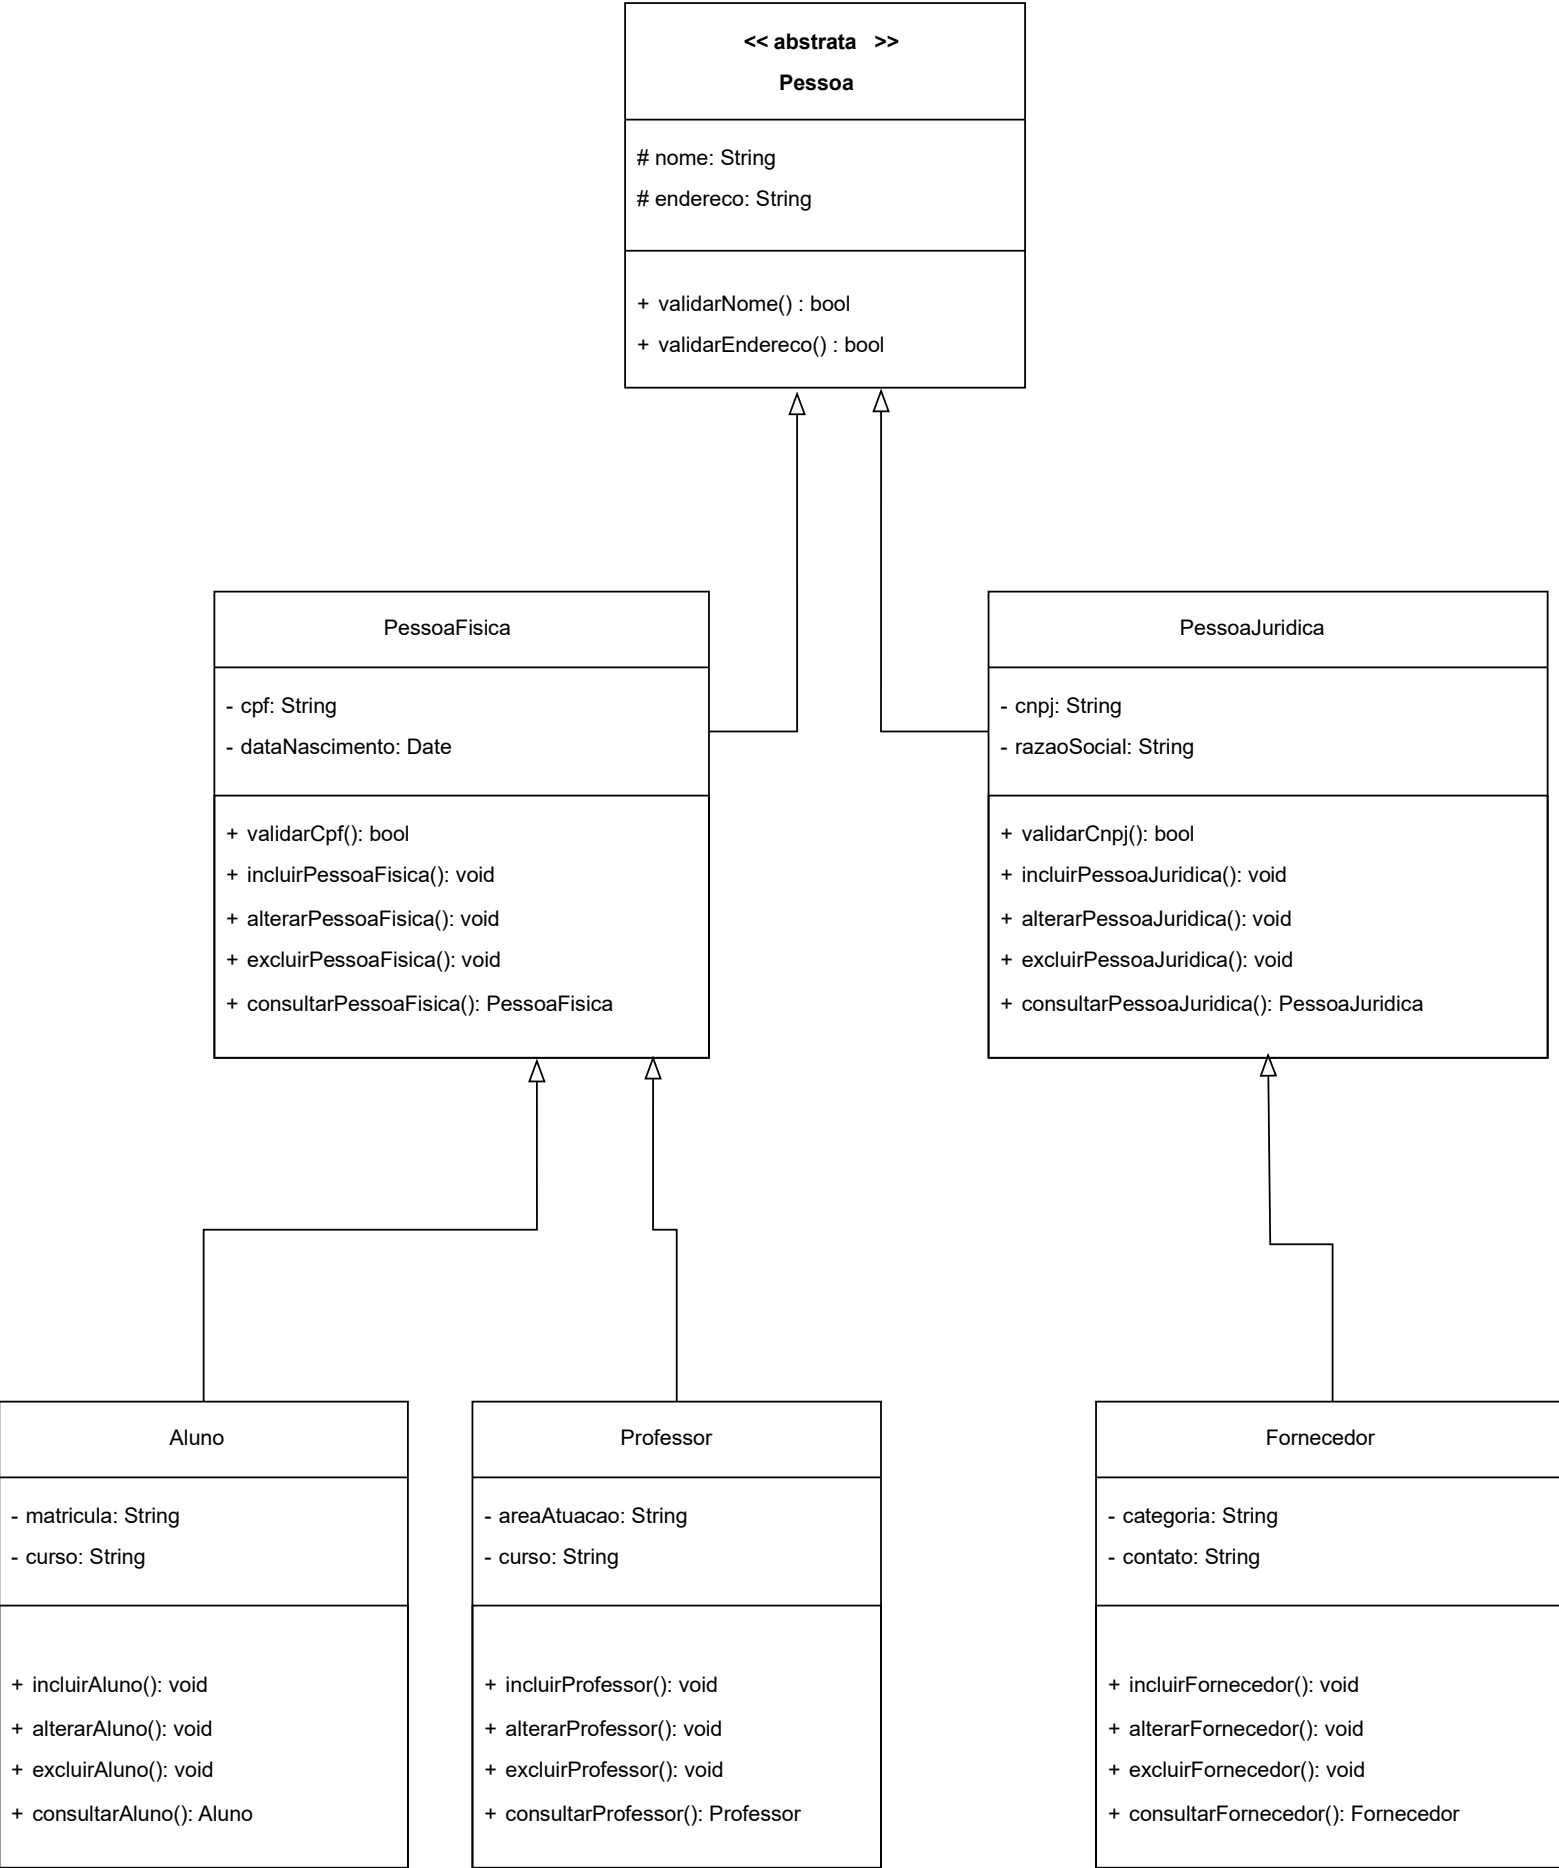 << abstrata >>
Pessoa
# nome: String
# endereco: String
+ validarNome() : bool
+ validarEndereco() : bool
PessoaFisica
- cpf: String
- dataNascimento: Date
+ validarCpf(): bool
+ incluirPessoaFisica(): void
+ alterarPessoaFisica(): void
+ excluirPessoaFisica(): void
+ consultarPessoaFisica(): PessoaFisica
PessoaJuridica
- cnpj: String
- razaoSocial: String
+ validarCnpj(): bool
+ incluirPessoaJuridica(): void
+ alterarPessoaJuridica(): void
+ excluirPessoaJuridica(): void
+ consultarPessoaJuridica(): PessoaJuridica
Aluno
- matricula: String
- curso: String
+ incluirAluno(): void
+ alterarAluno(): void
+ excluirAluno(): void
+ consultarAluno(): Aluno
Professor
- areaAtuacao: String
- curso: String
+ incluirProfessor(): void
+ alterarProfessor(): void
+ excluirProfessor(): void
+ consultarProfessor(): Professor
Fornecedor
- categoria: String
- contato: String
+ incluirFornecedor(): void
+ alterarFornecedor(): void
+ excluirFornecedor(): void
+ consultarFornecedor(): Fornecedor